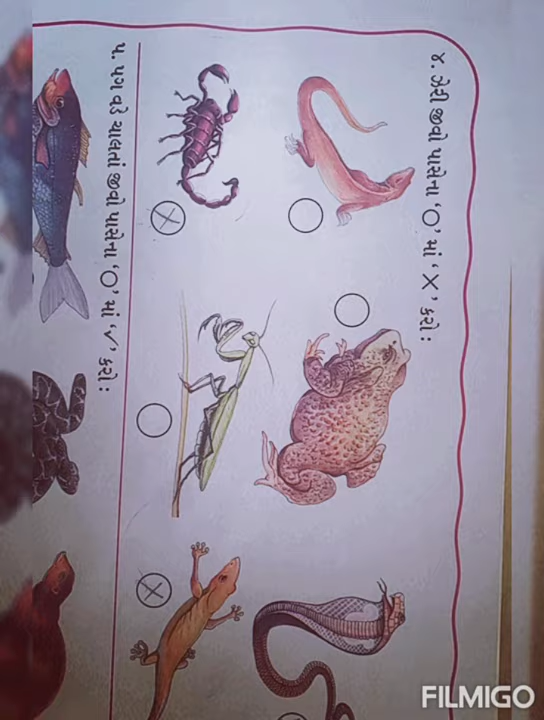 ૪. ઝેરી જીવો પાસેના ‘○’ માં ‘×’ કરો :
૫. પગ વડે ચાલતાં જીવો પાસેના ‘○’ માં ‘✓’ કરો :
FILMIGO